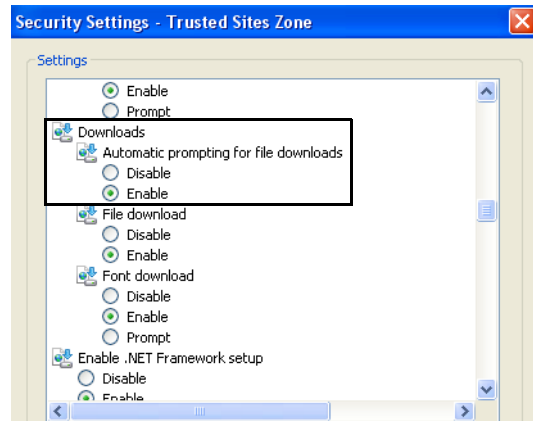 Security Settings - Trusted Sites Zone
Settings
Enable
Prompt
Downloads
Automatic prompting for file downloads
Disable
Enable
File download
Disable
Enable
Font download
Disable
Enable
Prompt
Enable .NET Framework setup
Disable
Enable